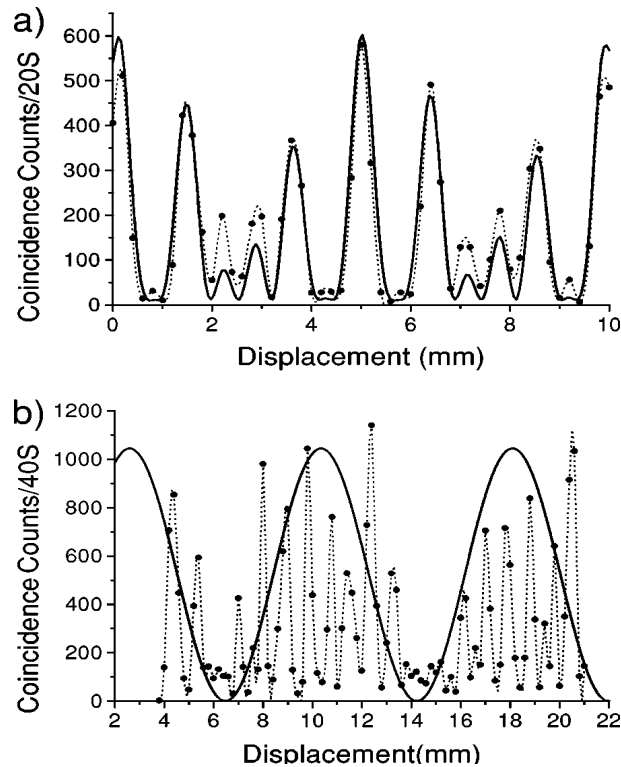 a)
Coincidence Counts/20S
600
500
400
300
200
100
0
0 2 4 6 8 10
Displacement (mm)
b)
Coincidence Counts/40S
1200
1000
800
600
400
200
0
2 4 6 8 10 12 14 16 18 20 22
Displacement(mm)